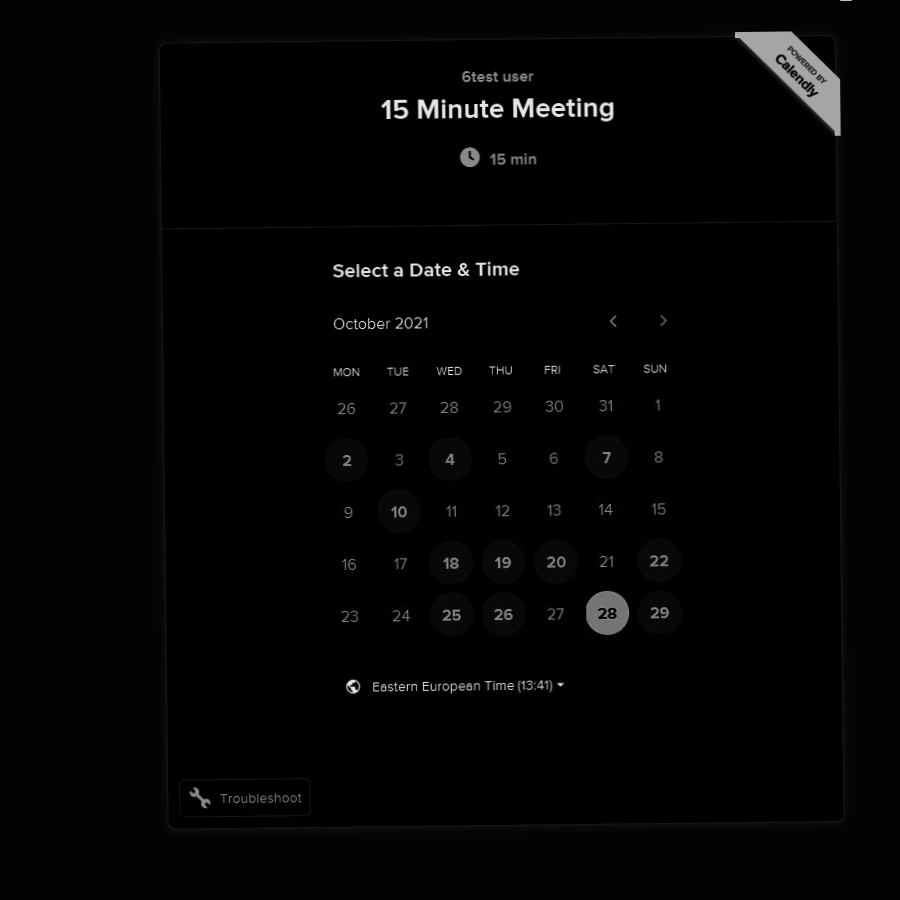 POWERED BY
Calendly
6test user
15 Minute Meeting
15 min
Select a Date & Time
October 2021
MON TUE WED THU FRI SAT SUN
26 27 28 29 30 31 1
2 3 4 5 6 7 8
9 10 11 12 13 14 15
16 17 18 19 20 21 22
23 24 25 26 27 28 29
Eastern European Time (13:41)
Troubleshoot